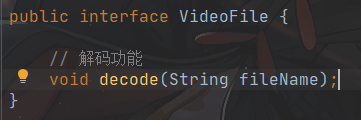 public interface VideoFile {
// 解码功能
void decode(String fileName);
}